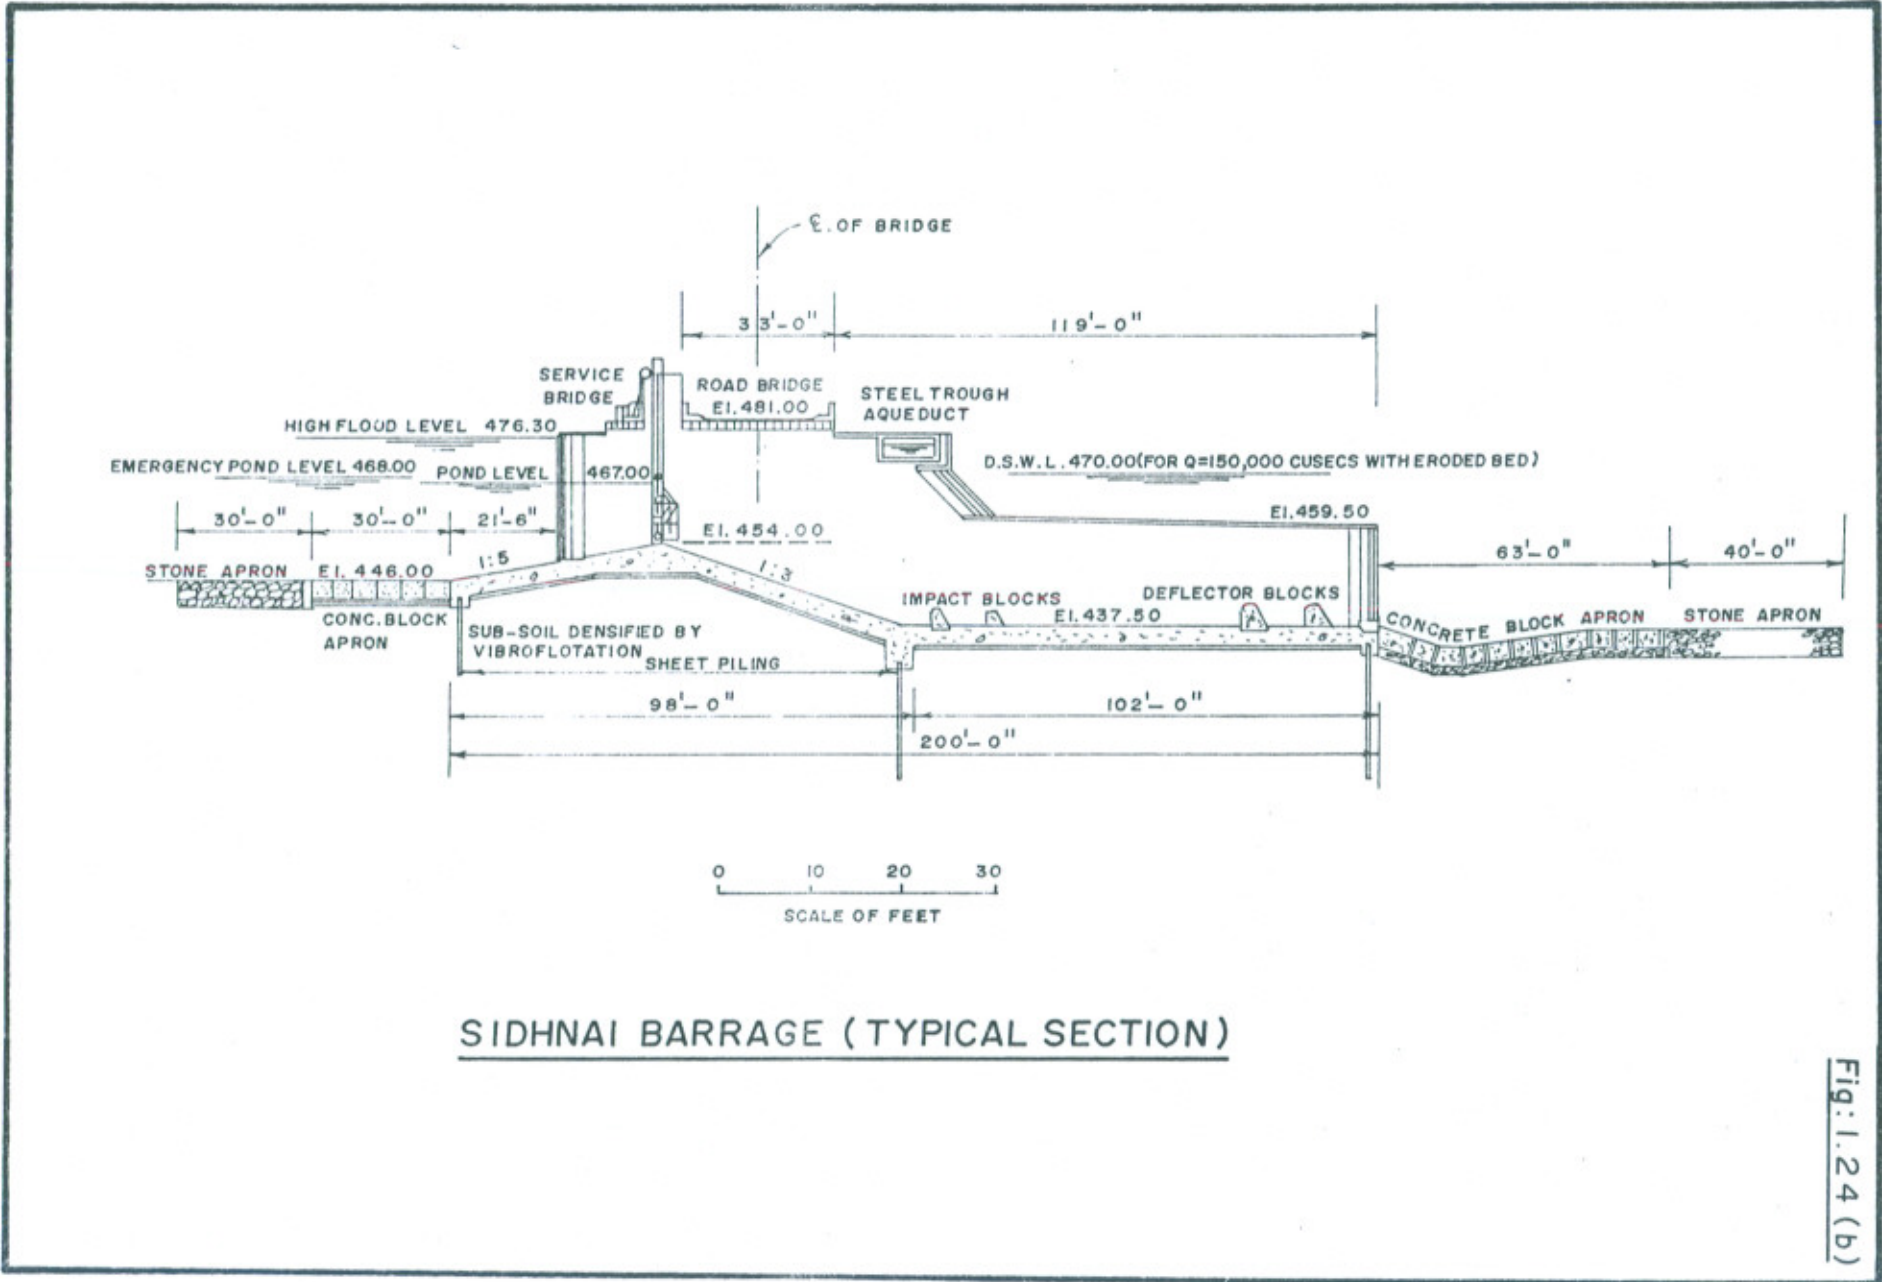 ℄. OF BRIDGE
33'-0"
119'-0"
SERVICE
BRIDGE
ROAD BRIDGE
El.481.00
STEEL TROUGH
AQUEDUCT
HIGH FLOOD LEVEL 476.30
EMERGENCY POND LEVEL 468.00
POND LEVEL 467.00
D.S.W.L.470.00(FOR Q=150,000 CUSECS WITH ERODED BED)
30'-0"
30'-0"
21'-6"
El.454.00
El.459.50
63'-0"
40'-0"
STONE APRON
El. 446.00
1:5
1:3
IMPACT BLOCKS
El.437.50
DEFLECTOR BLOCKS
CONCRETE BLOCK APRON
STONE APRON
CONC.BLOCK
APRON
SUB-SOIL DENSIFIED BY
VIBROFLOTATION
SHEET PILING
98'-0"
102'-0"
200'-0"
0 10 20 30
SCALE OF FEET
SIDHNAI BARRAGE (TYPICAL SECTION)
Fig:1.24(b)